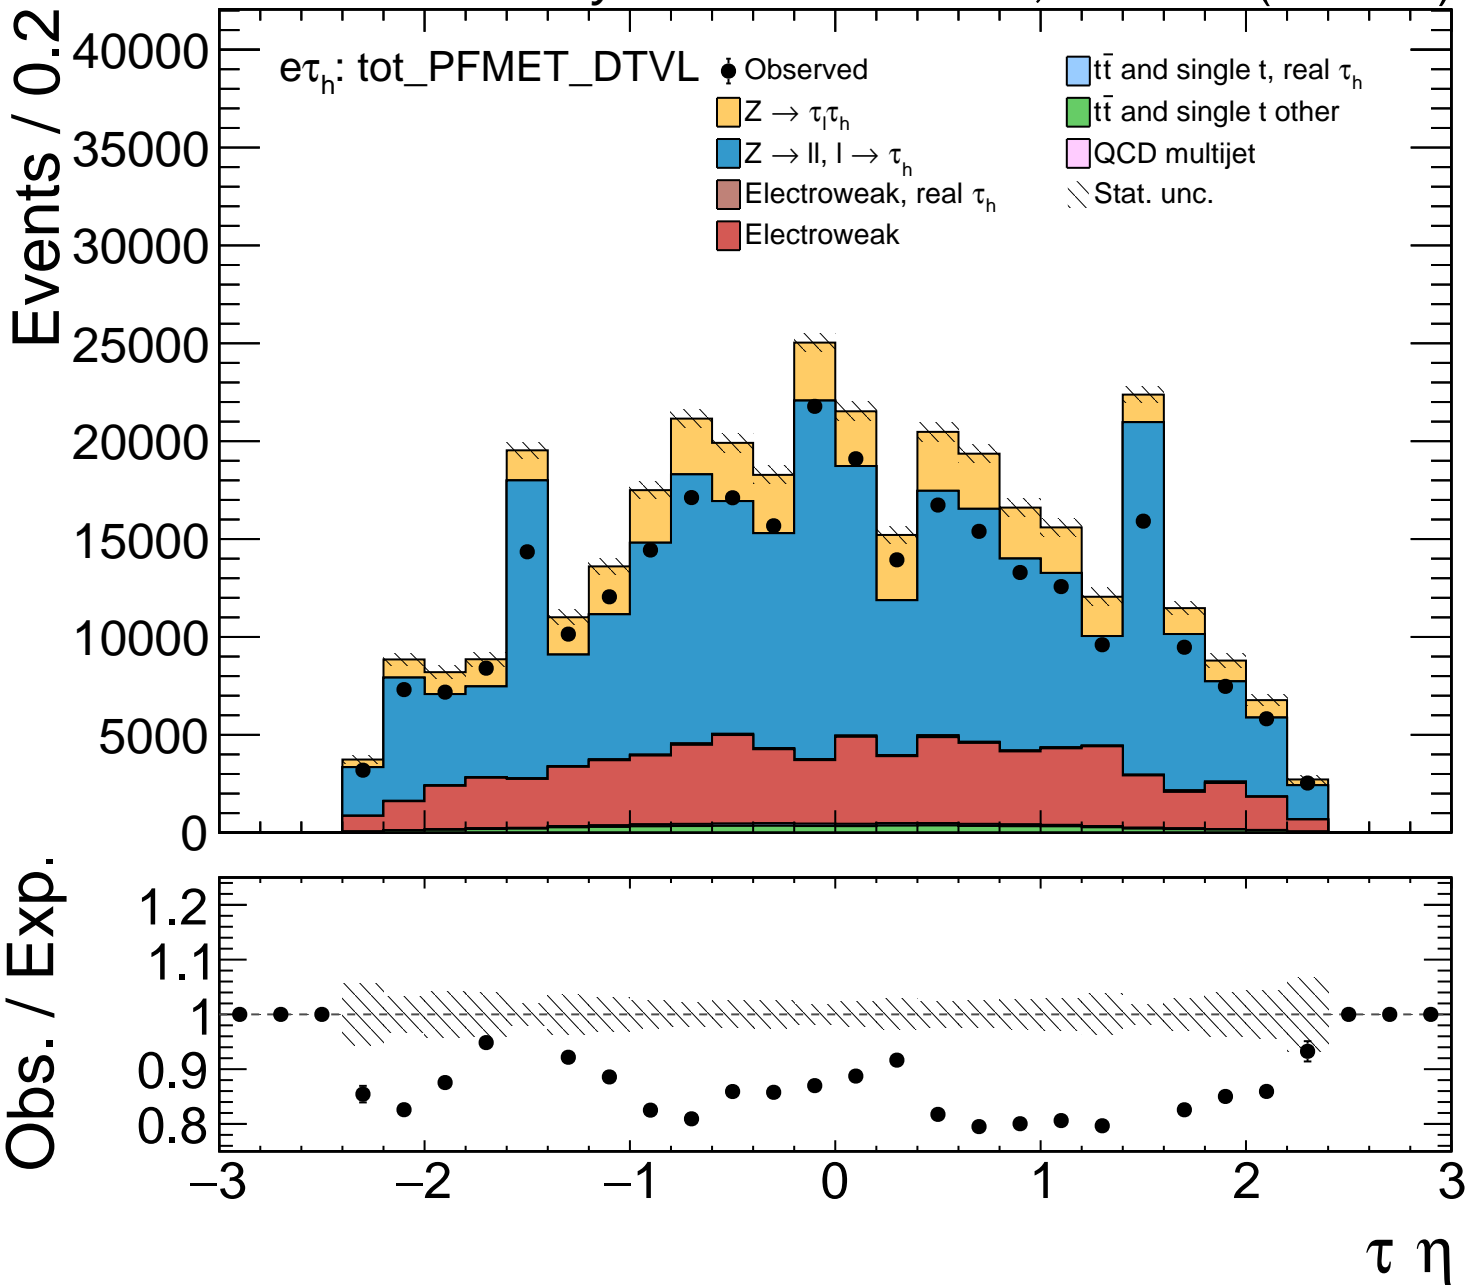 eτh: tot_PFMET_DTVL
Observed
Z → τlτh
Z → ll, l → τh
Electroweak, real τh
Electroweak
tt̄ and single t, real τh
tt̄ and single t other
QCD multijet
Stat. unc.
Events / 0.2
40000
35000
30000
25000
20000
15000
10000
5000
0
Obs. / Exp.
1.2
1.1
1
0.9
0.8
−3
−2
−1
0
1
2
3
τ η